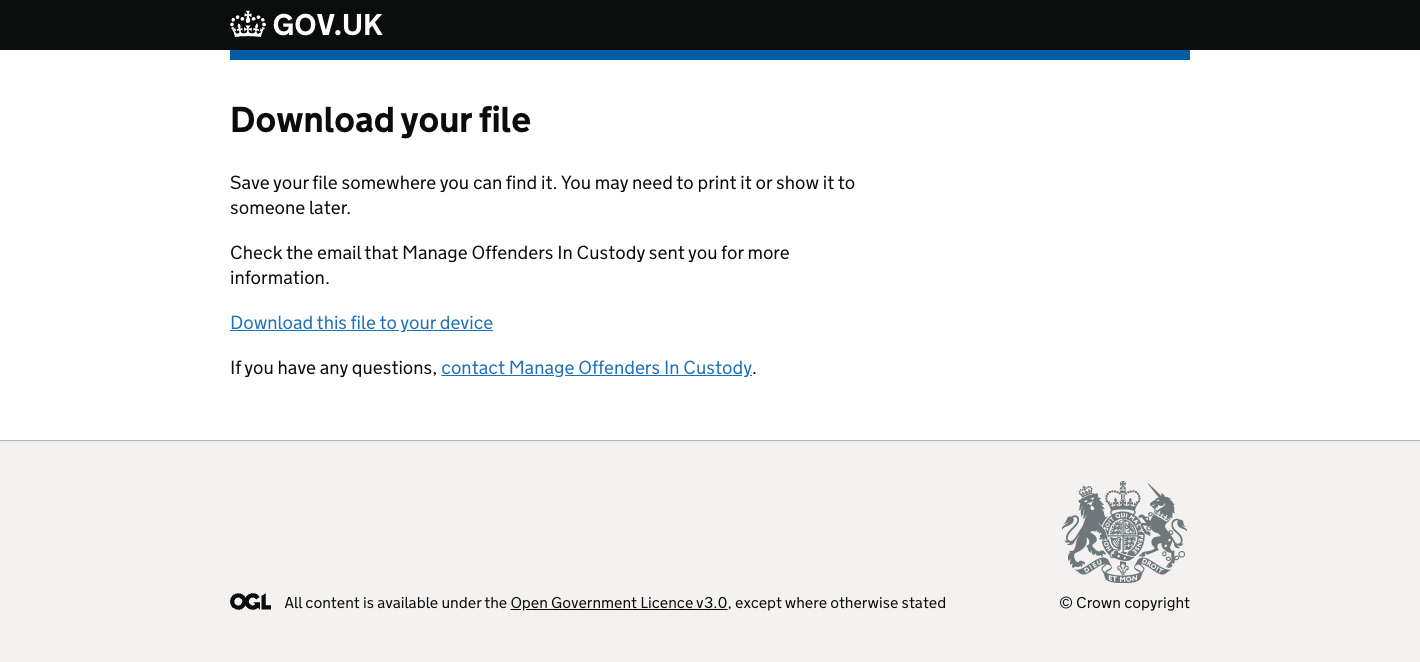 GOV.UK
Download your file
Save your file somewhere you can find it. You may need to print it or show it to
someone later.
Check the email that Manage Offenders In Custody sent you for more
information.
Download this file to your device
If you have any questions, contact Manage Offenders In Custody.
DIEU ET MON DROIT
OGL All content is available under the Open Government Licence v3.0, except where otherwise stated
© Crown copyright